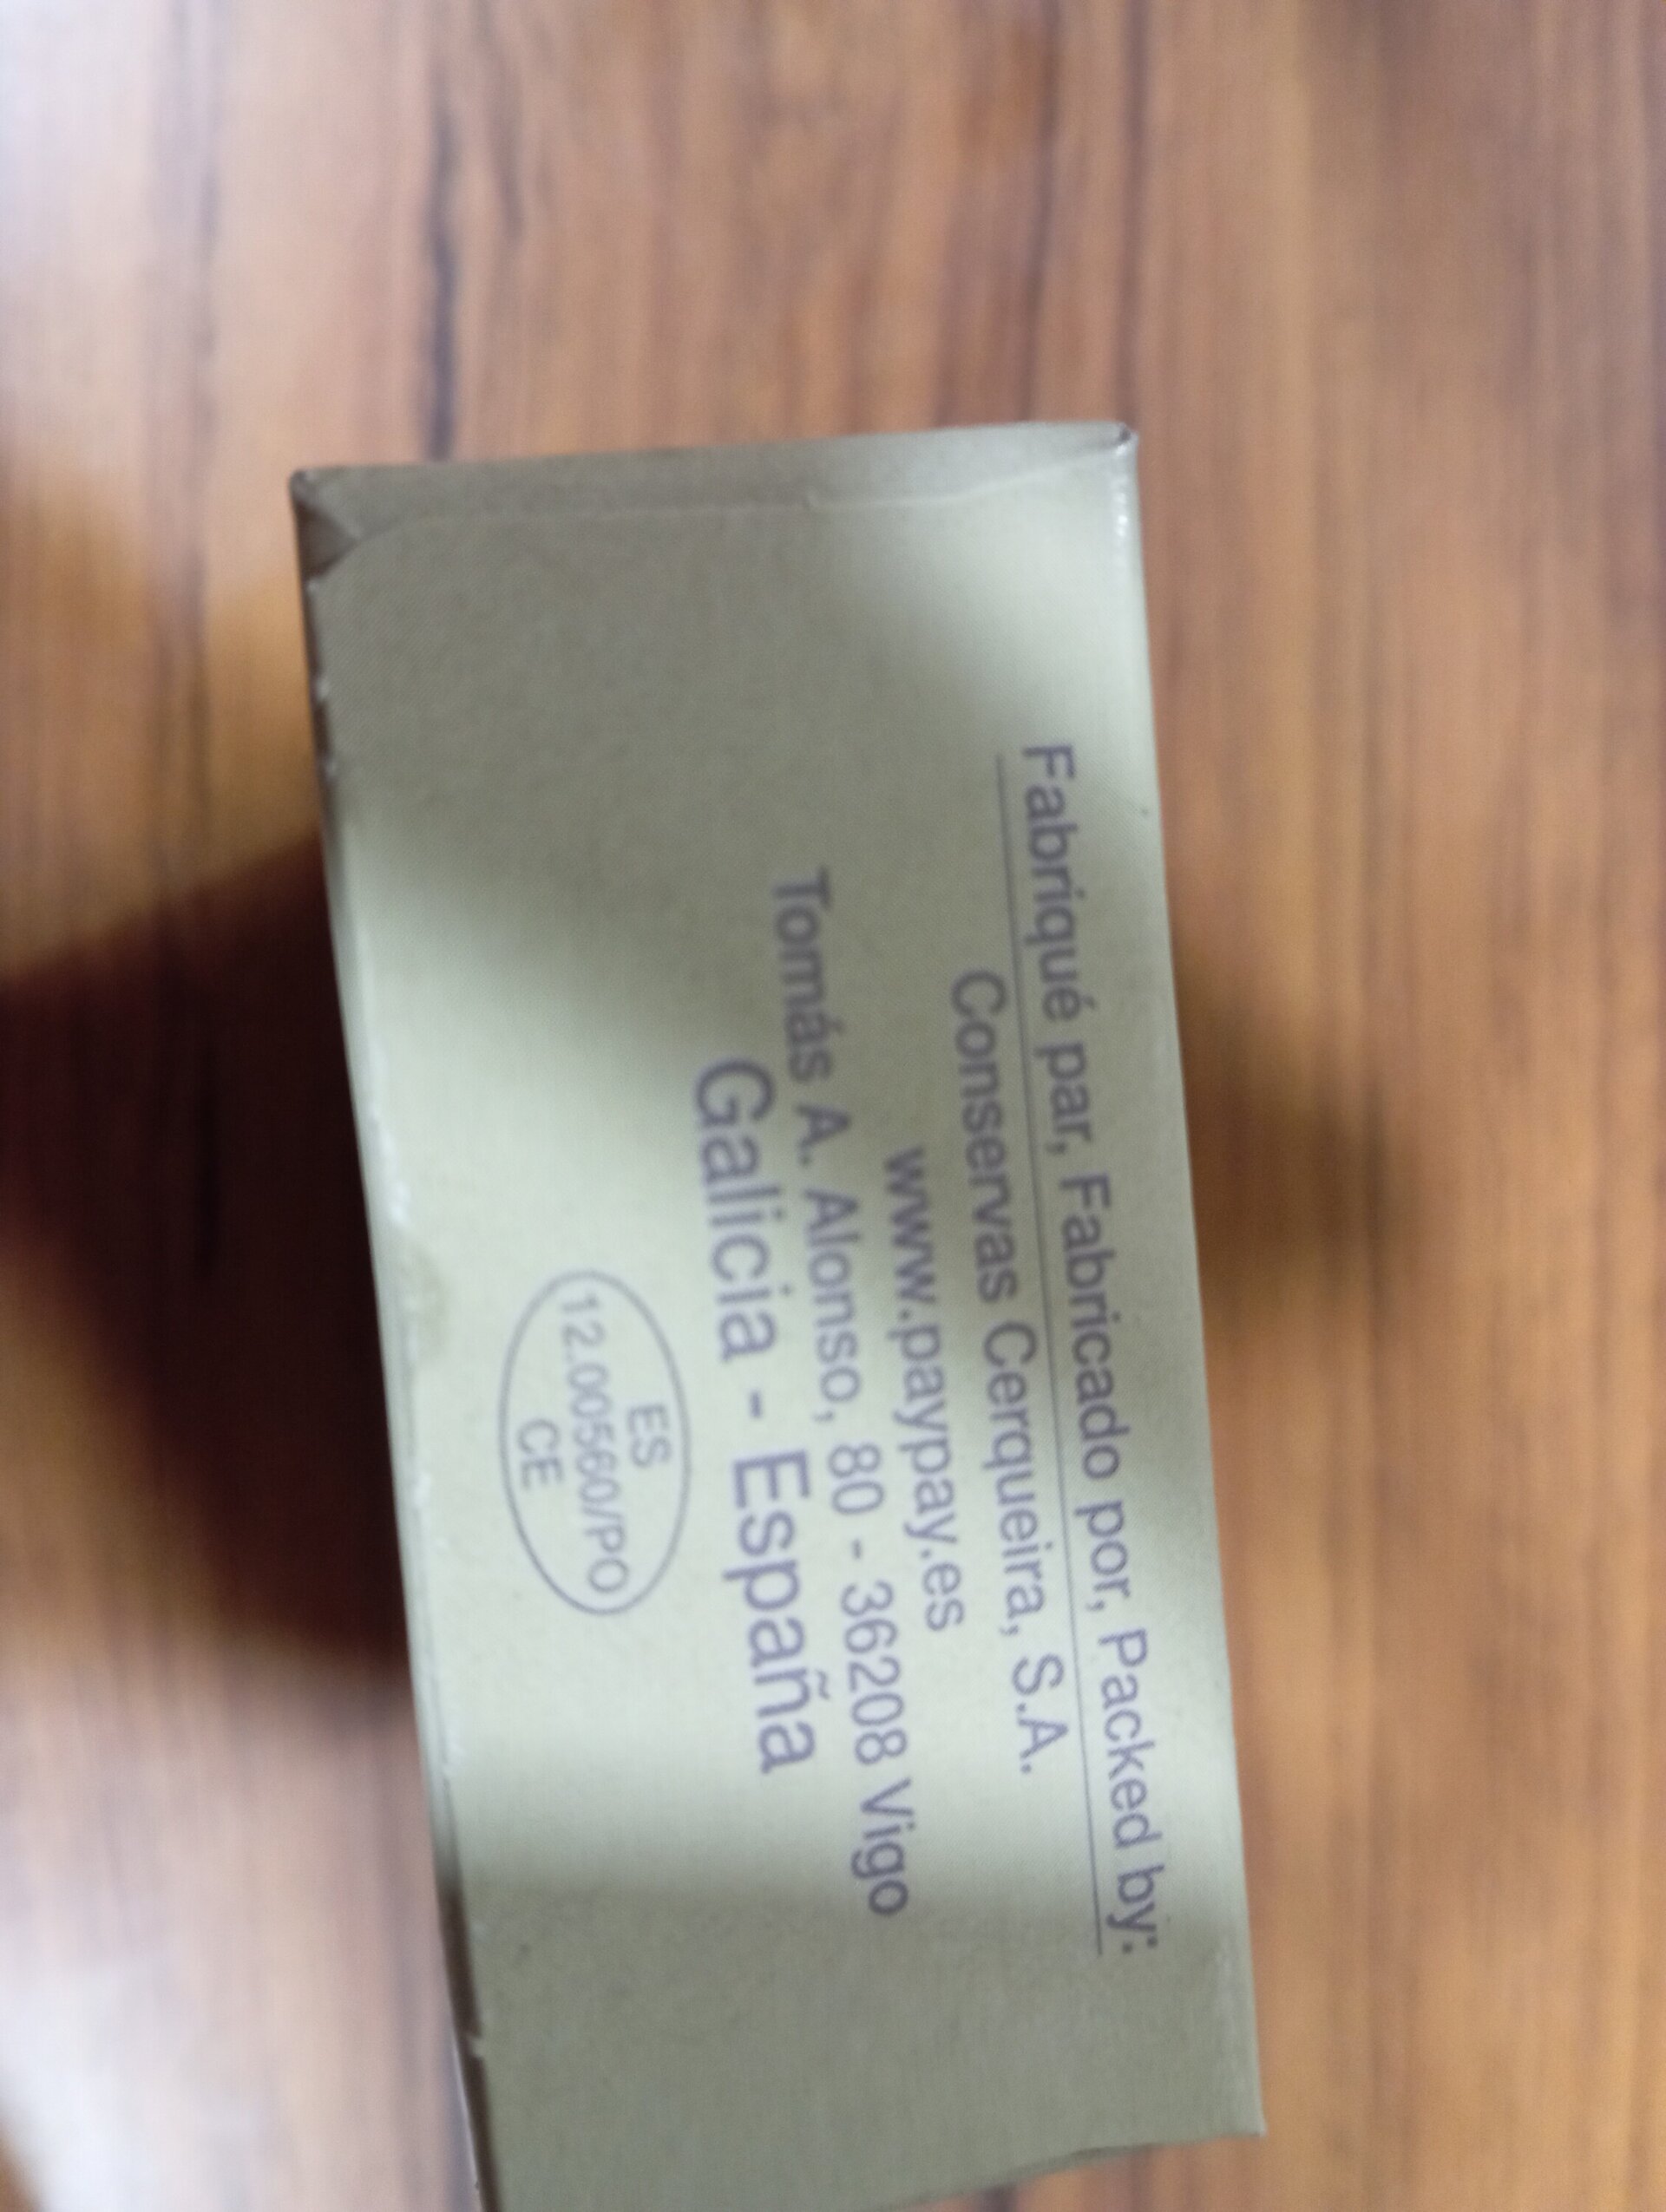 Fabriqué par, Fabricado por, Packed by:
Conservas Cerqueira, S.A.
www.paypay.es
Tomás A. Alonso, 80 - 36208 Vigo
Galicia - España
ES
12.00560/PO
CE